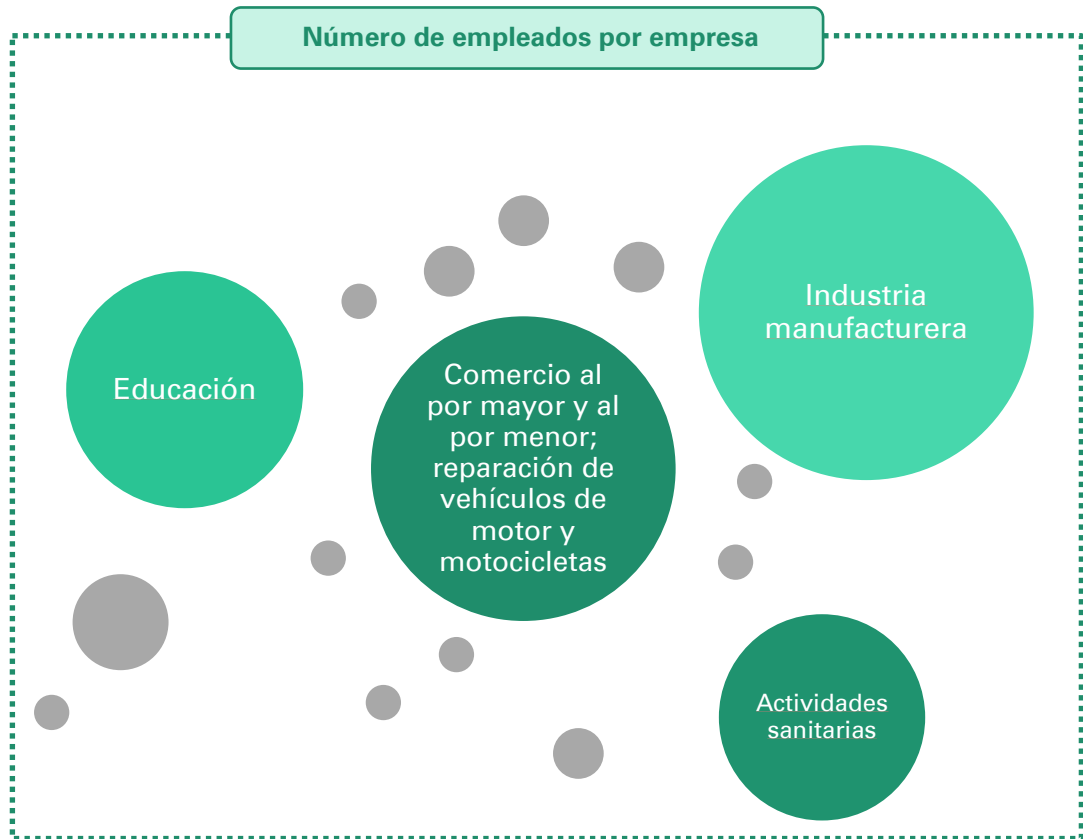 Número de empleados por empresa
Industria
manufacturera
Educación
Comercio al
por mayor y al
por menor;
reparación de
vehículos de
motor y
motocicletas
Actividades
sanitarias